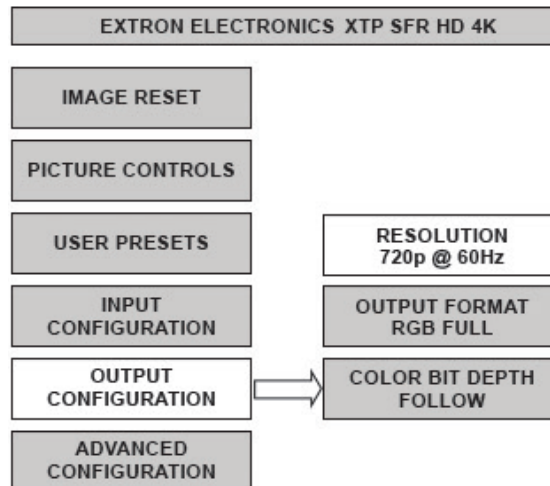 EXTRON ELECTRONICS XTP SFR HD 4K
IMAGE RESET
PICTURE CONTROLS
USER PRESETS
INPUT
CONFIGURATION
OUTPUT
CONFIGURATION
ADVANCED
CONFIGURATION
RESOLUTION
720p @ 60Hz
OUTPUT FORMAT
RGB FULL
COLOR BIT DEPTH
FOLLOW